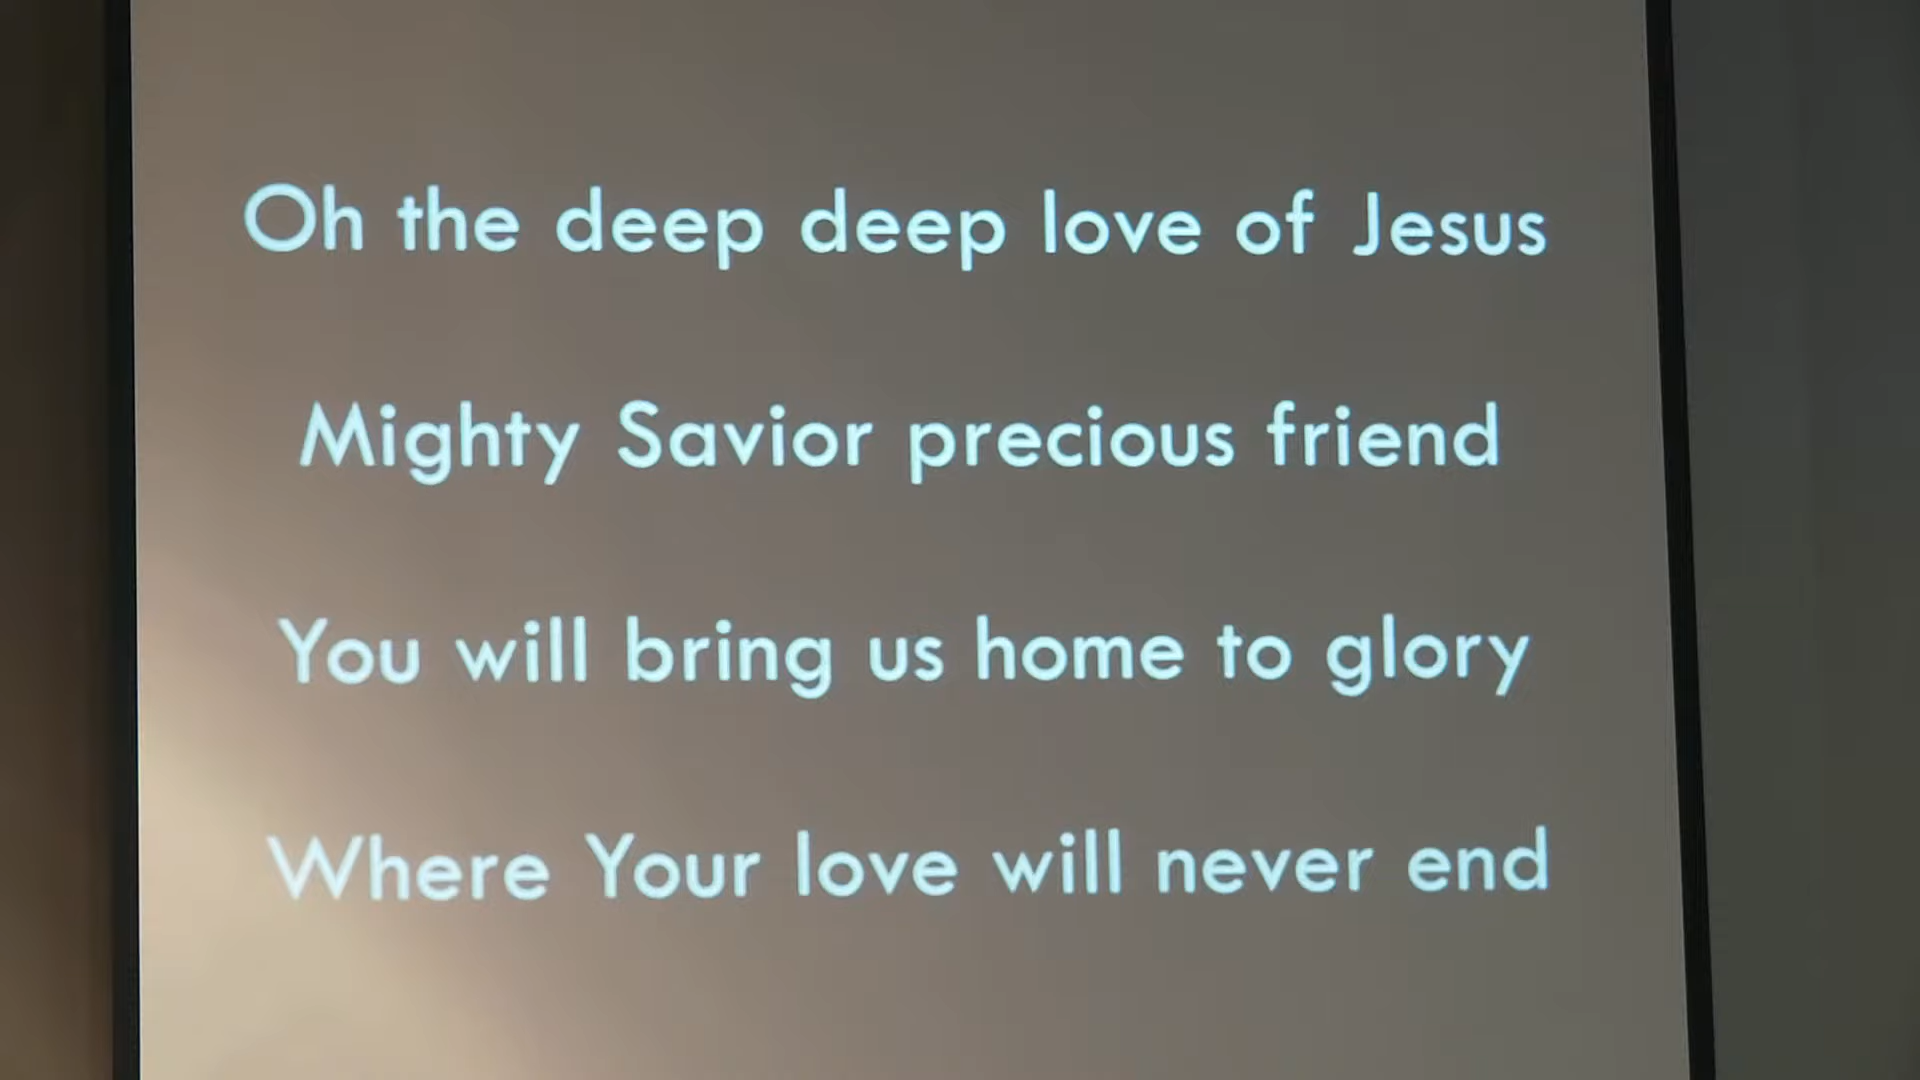 Oh the deep deep love of Jesus
Mighty Savior precious friend
You will bring us home to glory
Where Your love will never end